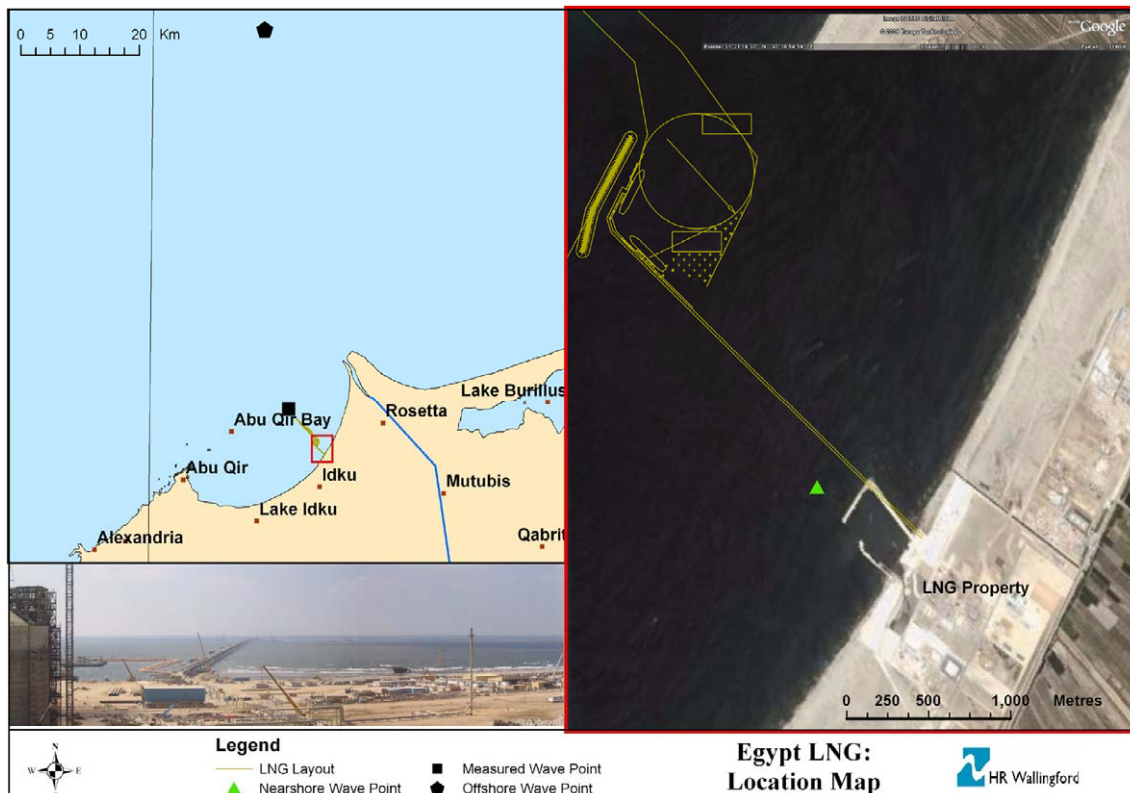 0 5 10 20 Km
Abu Qir Bay
Rosetta
Lake Burillus
Abu Qir
Idku
Mutubis
Lake Idku
Alexandria
Qabrit
Google
LNG Property
0 250 500 1,000 Metres
N
W E
S
Legend
LNG Layout
Nearshore Wave Point
Measured Wave Point
Offshore Wave Point
Egypt LNG:
Location Map
HR Wallingford